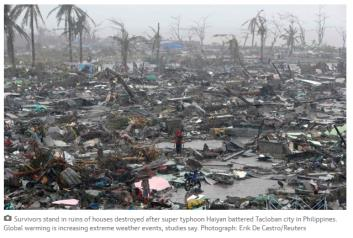 Survivors stand in ruins of houses destroyed after super typhoon Haiyan battered Tacloban city in Philippines.
Global warming is increasing extreme weather events, studies say. Photograph: Erik De Castro/Reuters